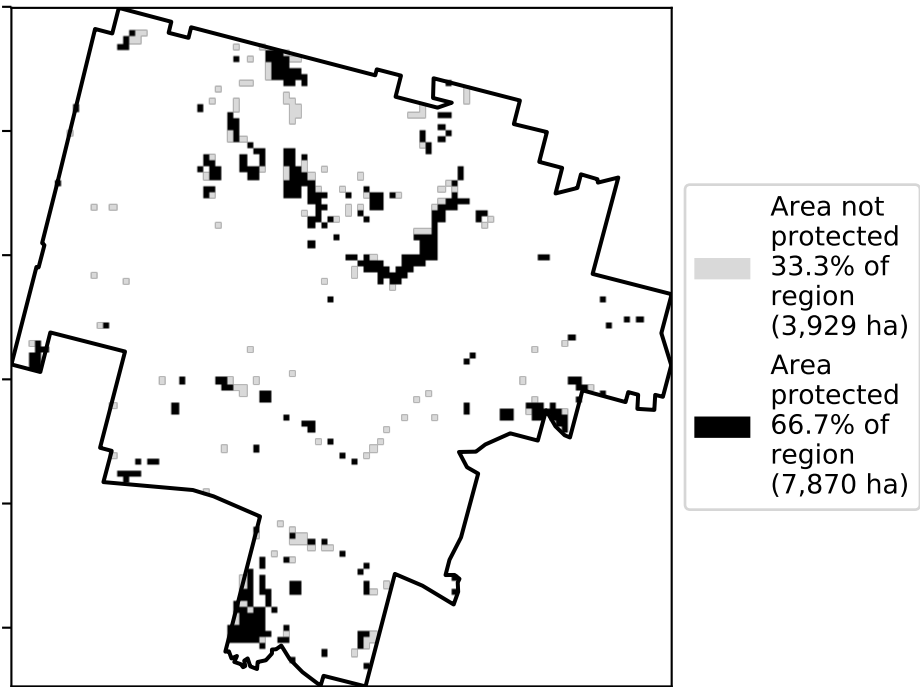 Area not
protected
33.3% of
region
(3,929 ha)
Area
protected
66.7% of
region
(7,870 ha)